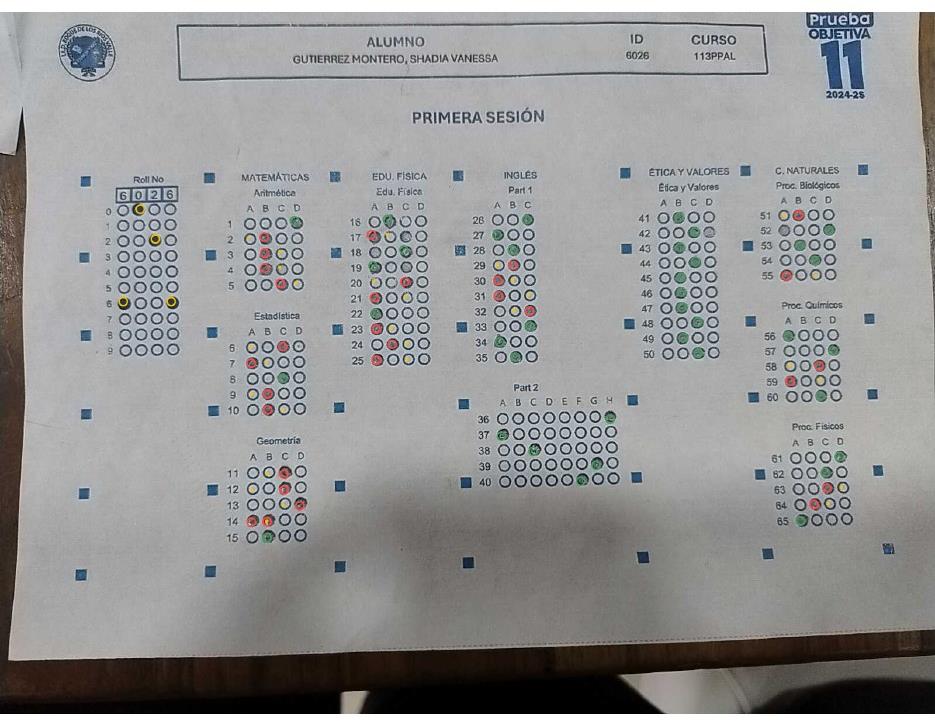 Prueba
OBJETIVA
11
2024-25
ALUMNO ID CURSO
GUTIERREZ MONTERO, SHADIA VANESSA 6026 113PPAL
PRIMERA SESIÓN
Roll No
6 0 2 6
0
1
2
3
4
5
6
7
8
9
MATEMÁTICAS
Aritmética
A B C D
1
2
3
4
5
Estadística
A B C D
6
7
8
9
10
Geometría
A B C D
11
12
13
14
15
EDU. FÍSICA
Edu. Física
A B C D
16
17
18
19
20
21
22
23
24
25
INGLÉS
Part 1
A B C
26
27
28
29
30
31
32
33
34
35
Part 2
A B C D E F G H
36
37
38
39
40
ÉTICA Y VALORES
Ética y Valores
A B C D
41
42
43
44
45
46
47
48
49
50
C. NATURALES
Proc. Biológicos
A B C D
51
52
53
54
55
Proc. Químicos
A B C D
56
57
58
59
60
Proc. Físicos
A B C D
61
62
63
64
65